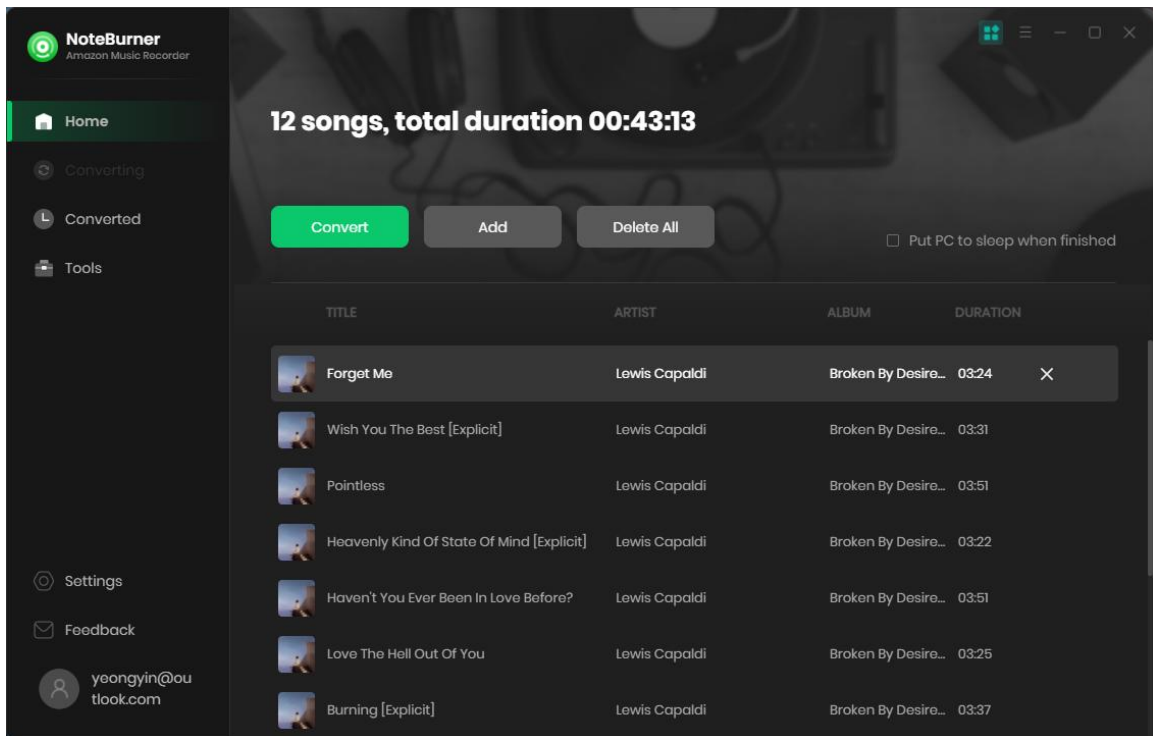 NoteBurner
Amazon Music Recorder
Home
Converting
Converted
Tools
Settings
Feedback
yeongyin@ou
tlook.com
12 songs, total duration 00:43:13
Convert Add Delete All
Put PC to sleep when finished
TITLE ARTIST ALBUM DURATION
Forget Me Lewis Capaldi Broken By Desire... 03:24
Wish You The Best [Explicit] Lewis Capaldi Broken By Desire... 03:31
Pointless Lewis Capaldi Broken By Desire... 03:51
Heavenly Kind Of State Of Mind [Explicit] Lewis Capaldi Broken By Desire... 03:22
Haven't You Ever Been In Love Before? Lewis Capaldi Broken By Desire... 03:51
Love The Hell Out Of You Lewis Capaldi Broken By Desire... 03:25
Burning [Explicit] Lewis Capaldi Broken By Desire... 03:37